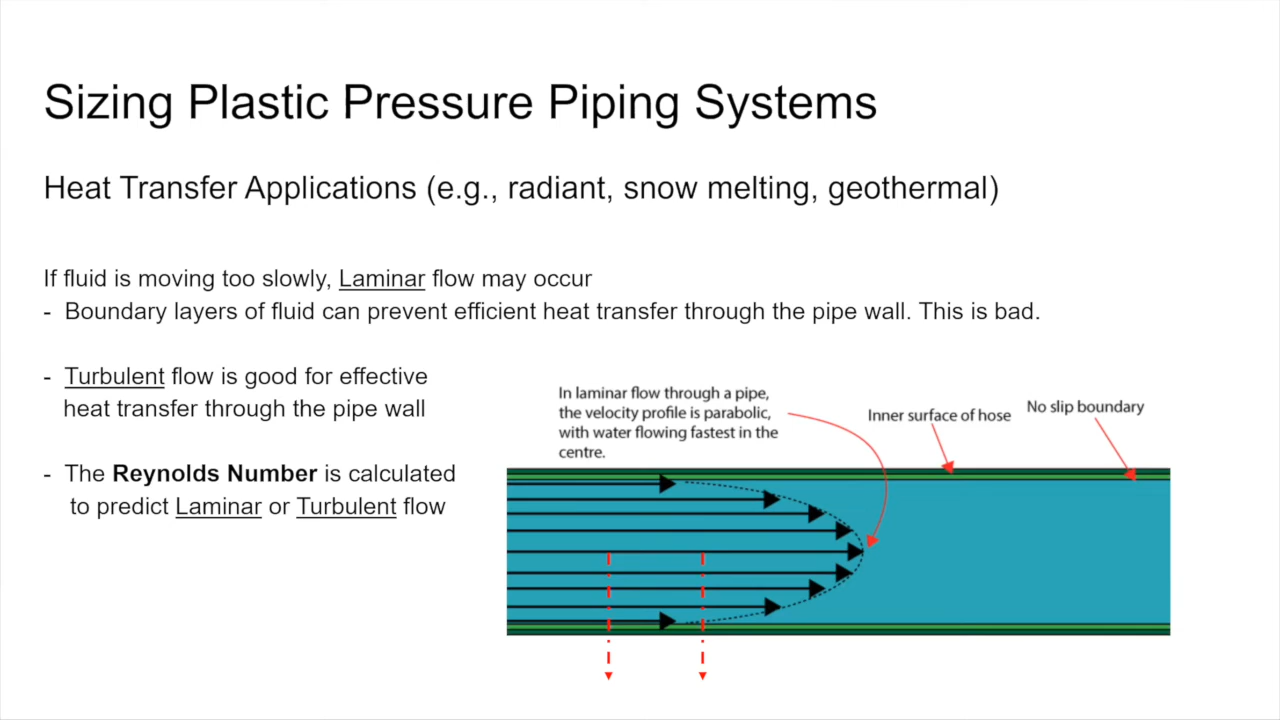 Sizing Plastic Pressure Piping Systems
Heat Transfer Applications (e.g., radiant, snow melting, geothermal)
If fluid is moving too slowly, Laminar flow may occur
- Boundary layers of fluid can prevent efficient heat transfer through the pipe wall. This is bad.
- Turbulent flow is good for effective
heat transfer through the pipe wall
- The Reynolds Number is calculated
to predict Laminar or Turbulent flow
In laminar flow through a pipe,
the velocity profile is parabolic,
with water flowing fastest in the
centre.
Inner surface of hose
No slip boundary